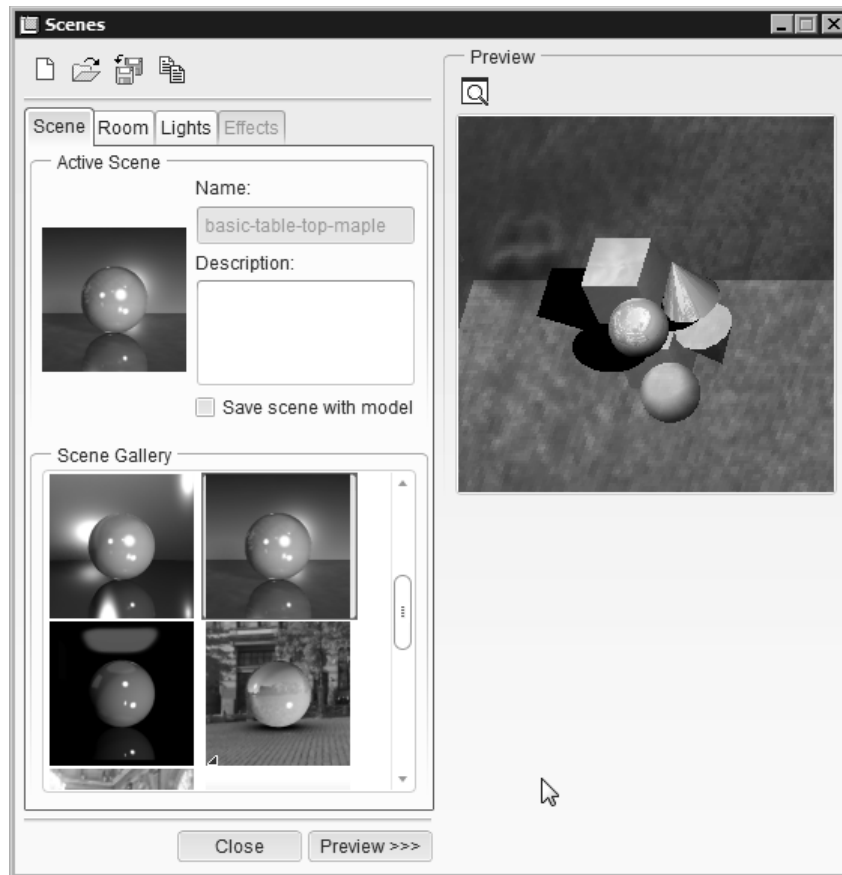 Scenes
Preview
Scene Room Lights Effects
Active Scene
Name:
basic-table-top-maple
Description:
Save scene with model
Scene Gallery
Close Preview >>>